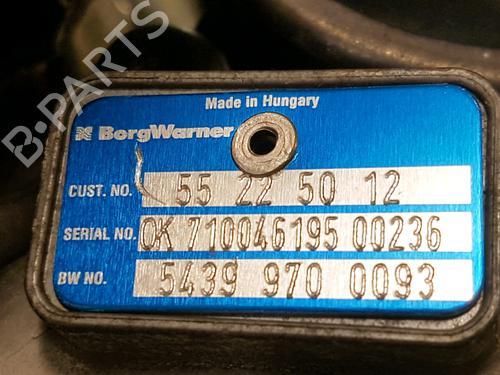 B-PARTS
Made in Hungary
BorgWarner
CUST. NO. 55 22 50 12
SERIAL NO. OK 710046195 00236
BW NO. 5439 970 0093